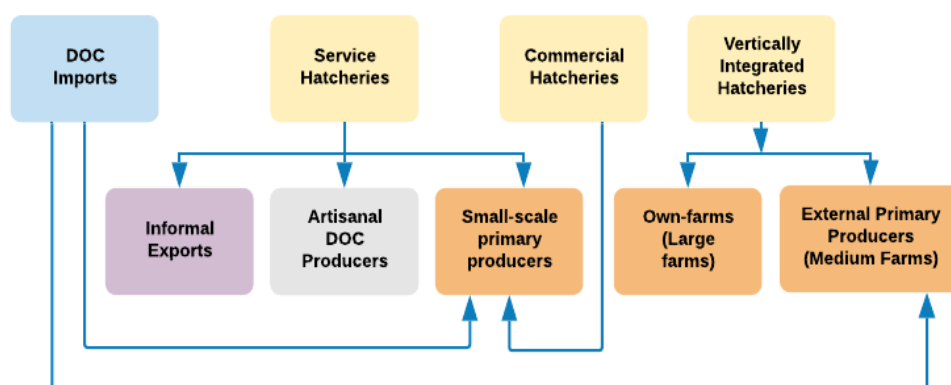 DOC
Imports
Service
Hatcheries
Commercial
Hatcheries
Vertically
Integrated
Hatcheries
Informal
Exports
Artisanal
DOC
Producers
Small-scale
primary
producers
Own-farms
(Large
farms)
External Primary
Producers
(Medium Farms)